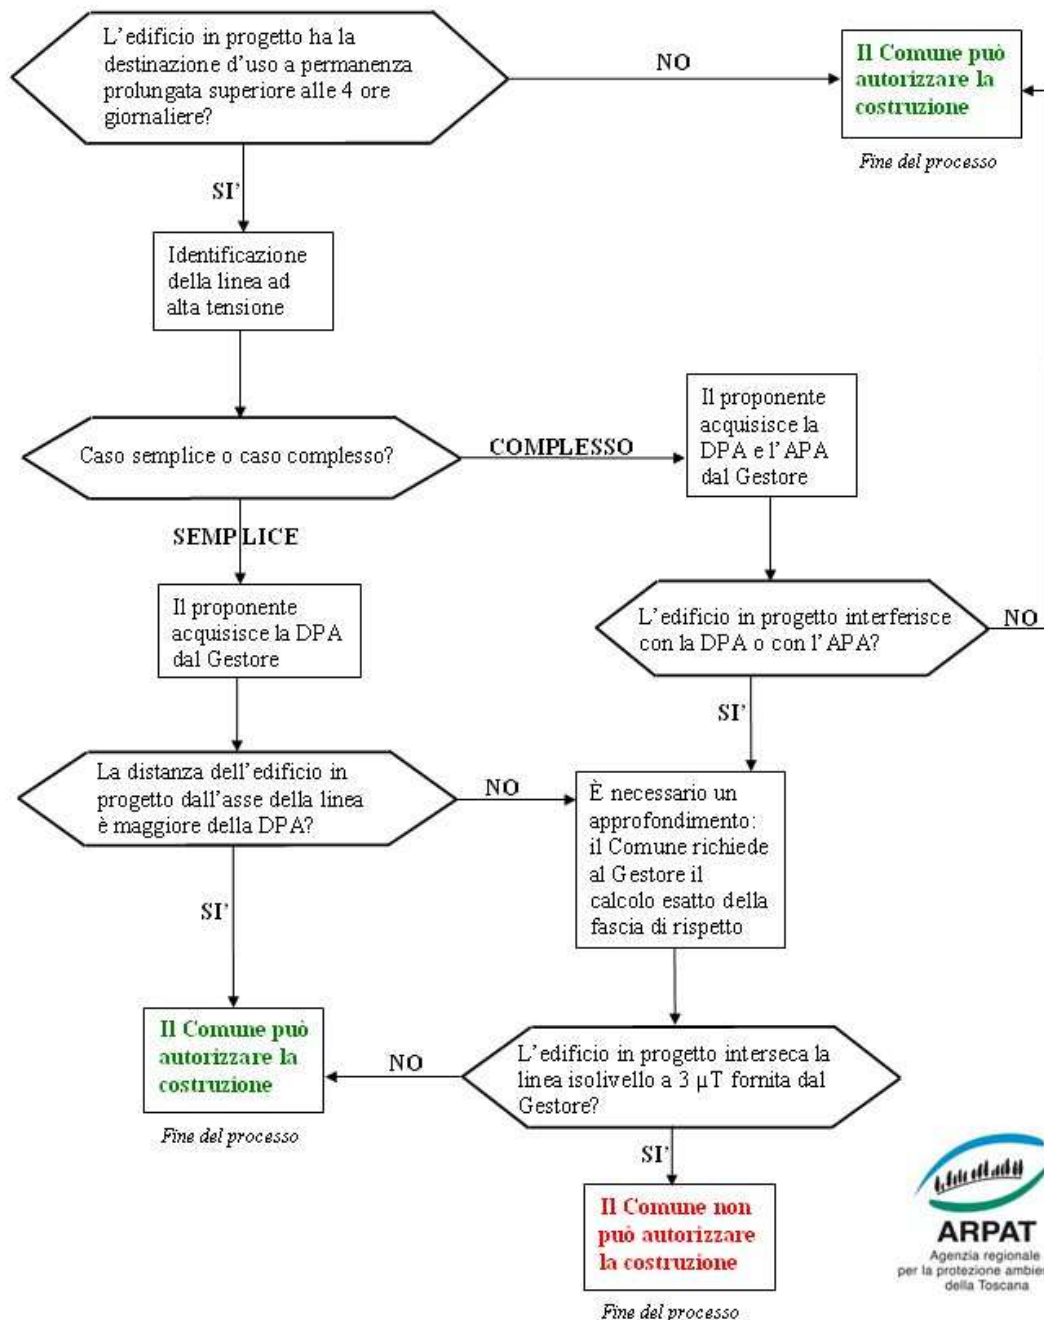 L'edificio in progetto ha la
destinazione d'uso a permanenza
prolungata superiore alle 4 ore
giornaliere?
NO
Il Comune può
autorizzare la
costruzione
Fine del processo
SI'
Identificazione
della linea ad
alta tensione
Caso semplice o caso complesso?
COMPLESSO
Il proponente
acquisisce la
DPA e l'APA
dal Gestore
SEMPLICE
Il proponente
acquisisce la DPA
dal Gestore
L'edificio in progetto interferisce
con la DPA o con l'APA?
NO
SI'
La distanza dell'edificio in
progetto dall'asse della linea
è maggiore della DPA?
NO
È necessario un
approfondimento:
il Comune richiede
al Gestore il
calcolo esatto della
fascia di rispetto
SI'
Il Comune può
autorizzare la
costruzione
Fine del processo
NO
L'edificio in progetto interseca la
linea isolivello a 3 µT fornita dal
Gestore?
SI'
Il Comune non
può autorizzare
la costruzione
Fine del processo
ARPAT
Agenzia regionale
per la protezione ambie
della Toscana